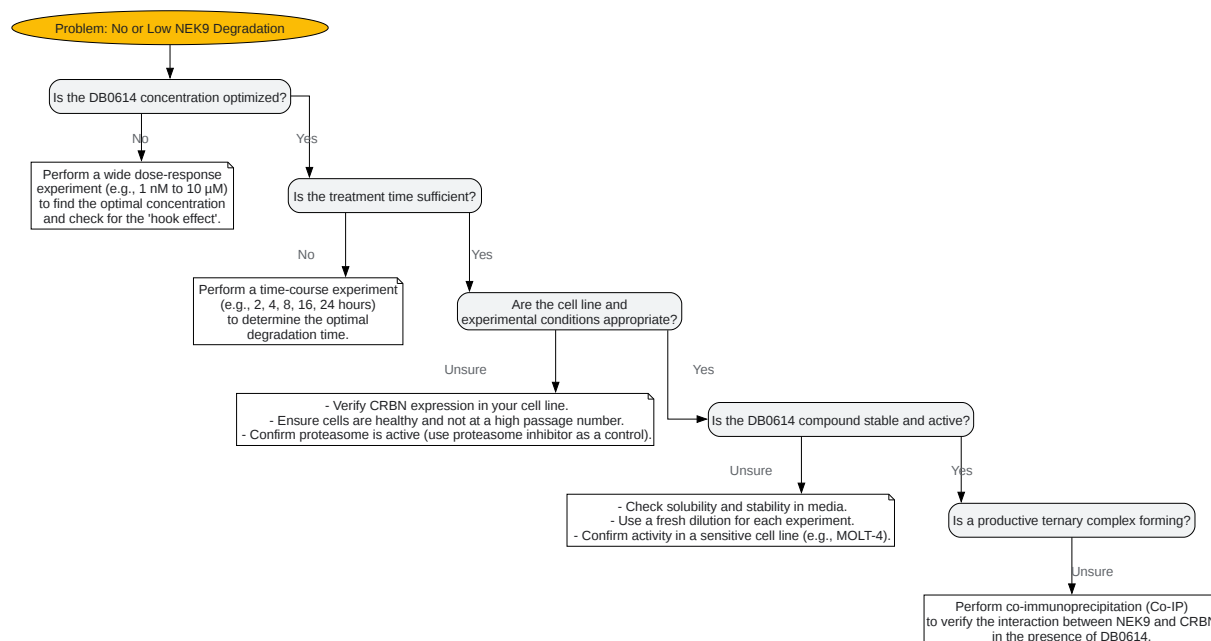 Problem: No or Low NEK9 Degradation
Is the DB0614 concentration optimized?
No
Yes
Perform a wide dose-response
experiment (e.g., 1 nM to 10 µM)
to find the optimal concentration
and check for the 'hook effect'.
Is the treatment time sufficient?
No
Yes
Perform a time-course experiment
(e.g., 2, 4, 8, 16, 24 hours)
to determine the optimal
degradation time.
Are the cell line and
experimental conditions appropriate?
Unsure
Yes
- Verify CRBN expression in your cell line.
- Ensure cells are healthy and not at a high passage number.
- Confirm proteasome is active (use proteasome inhibitor as a control).
Is the DB0614 compound stable and active?
Unsure
Yes
- Check solubility and stability in media.
- Use a fresh dilution for each experiment.
- Confirm activity in a sensitive cell line (e.g., MOLT-4).
Is a productive ternary complex forming?
Unsure
Perform co-immunoprecipitation (Co-IP)
to verify the interaction between NEK9 and CRBN
in the presence of DB0614.